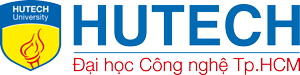 HUTECH
University
HUTECH
Đại học Công nghệ Tp.HCM